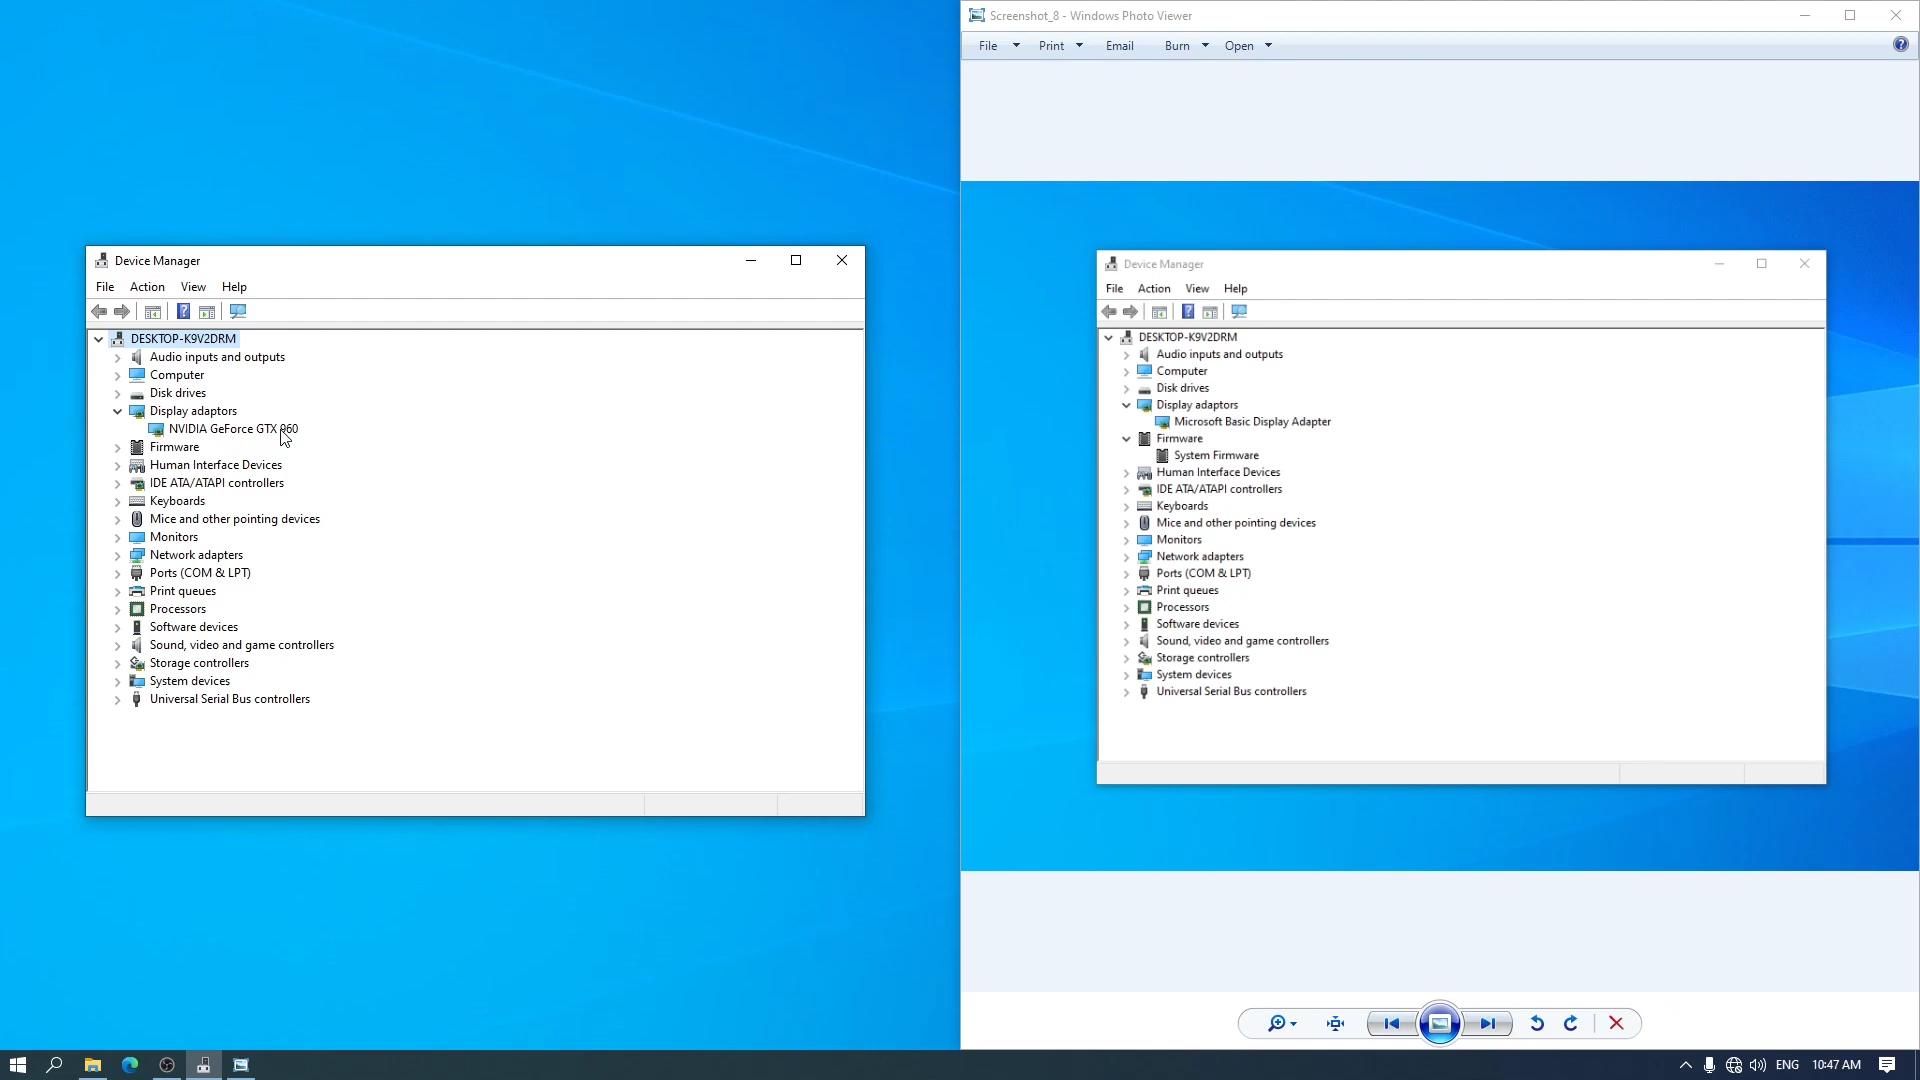 Device Manager
File Action View Help
DESKTOP-K9V2DRM
Audio inputs and outputs
Computer
Disk drives
Display adaptors
NVIDIA GeForce GTX 960
Firmware
Human Interface Devices
IDE ATA/ATAPI controllers
Keyboards
Mice and other pointing devices
Monitors
Network adapters
Ports (COM & LPT)
Print queues
Processors
Software devices
Sound, video and game controllers
Storage controllers
System devices
Universal Serial Bus controllers
Screenshot_8 - Windows Photo Viewer
File Print Email Burn Open
Device Manager
File Action View Help
DESKTOP-K9V2DRM
Audio inputs and outputs
Computer
Disk drives
Display adaptors
Microsoft Basic Display Adapter
Firmware
System Firmware
Human Interface Devices
IDE ATA/ATAPI controllers
Keyboards
Mice and other pointing devices
Monitors
Network adapters
Ports (COM & LPT)
Print queues
Processors
Software devices
Sound, video and game controllers
Storage controllers
System devices
Universal Serial Bus controllers
ENG 10:47 AM